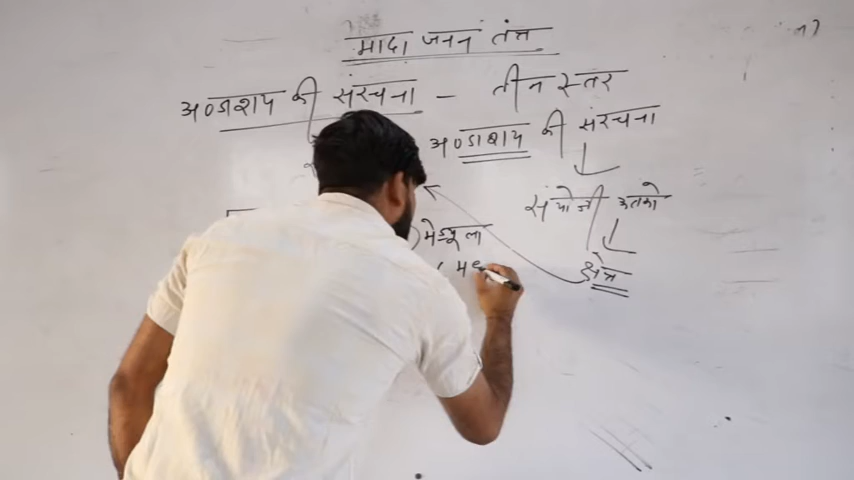 मादा जनन तंत्र
अण्डाशय की संरचना - तीन स्तर
अण्डाशय की संरचना
संयोजी ऊतको
मेड्यूला
क्षेत्र